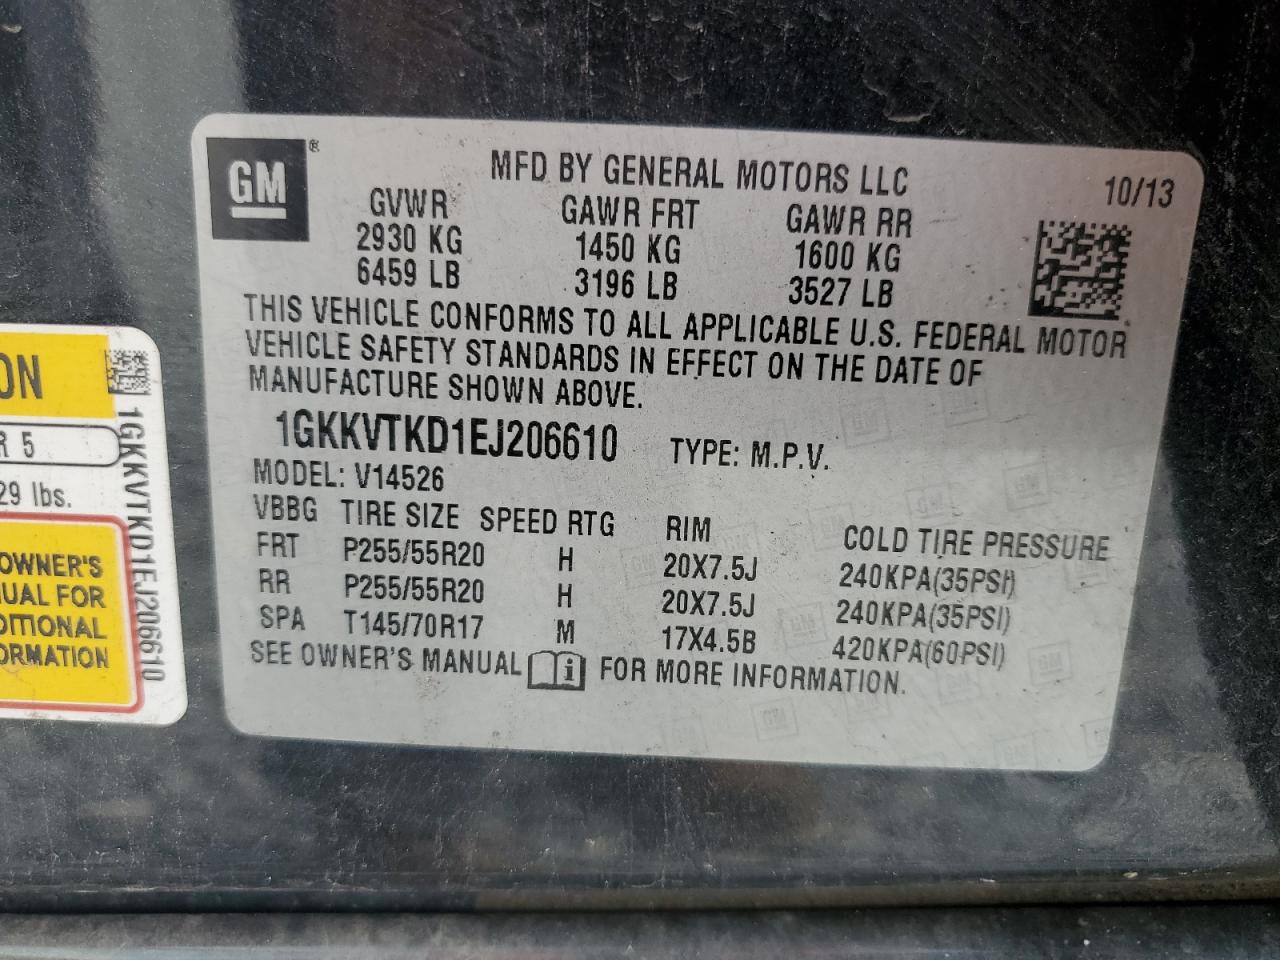 GM ®
MFD BY GENERAL MOTORS LLC 10/13
GVWR GAWR FRT GAWR RR
2930 KG 1450 KG 1600 KG
6459 LB 3196 LB 3527 LB
THIS VEHICLE CONFORMS TO ALL APPLICABLE U.S. FEDERAL MOTOR
VEHICLE SAFETY STANDARDS IN EFFECT ON THE DATE OF
MANUFACTURE SHOWN ABOVE.
1GKKVTKD1EJ206610 TYPE: M.P.V.
MODEL: V14526
VBBG TIRE SIZE SPEED RTG RIM COLD TIRE PRESSURE
FRT P255/55R20 H 20X7.5J 240KPA(35PSI)
RR P255/55R20 H 20X7.5J 240KPA(35PSI)
SPA T145/70R17 M 17X4.5B 420KPA(60PSI)
SEE OWNER'S MANUAL i FOR MORE INFORMATION.
ON
R 5
29 lbs.
OWNER'S
UAL FOR
DITIONAL
ORMATION
1GKKVTKD1EJ206610